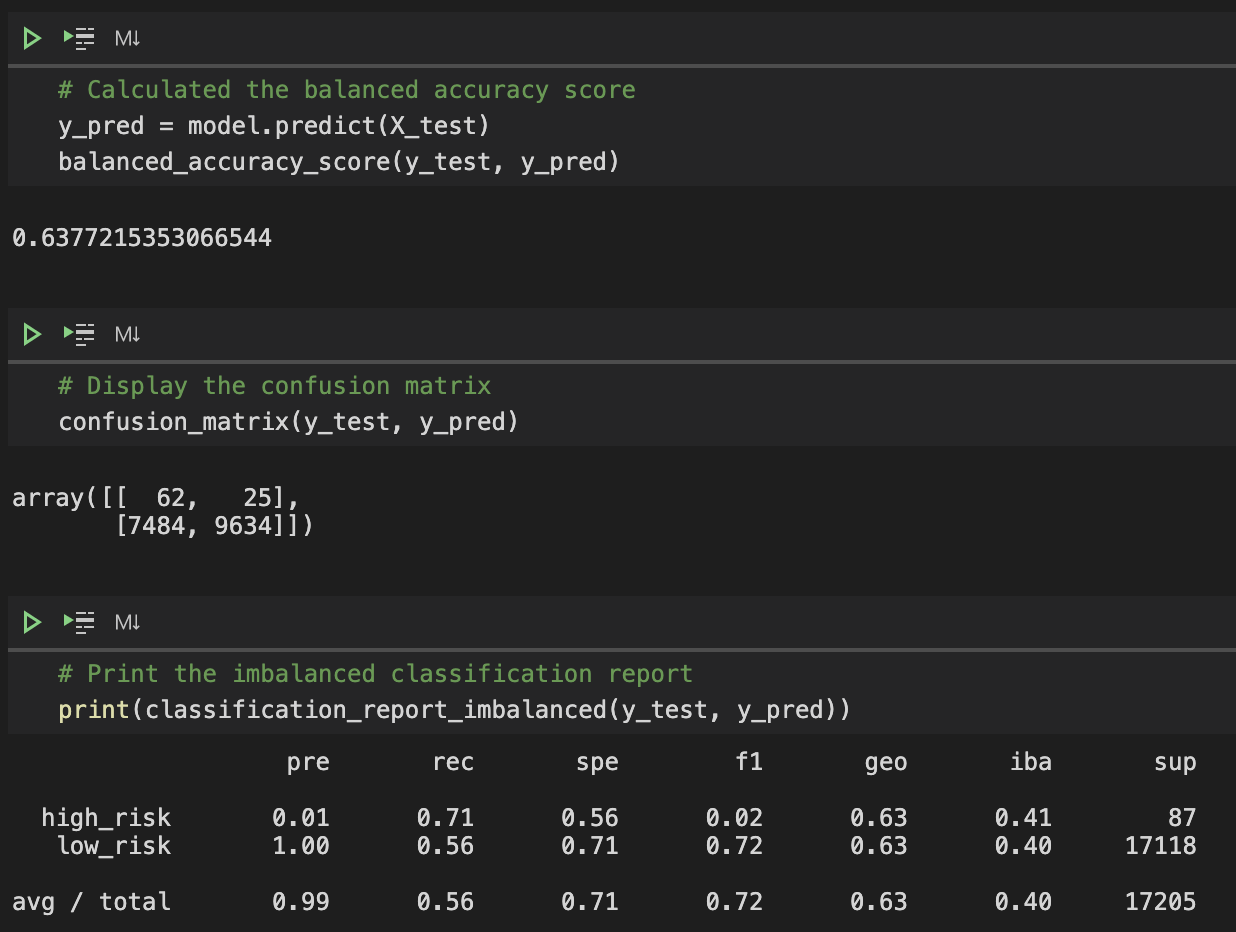 M↓
# Calculated the balanced accuracy score
y_pred = model.predict(X_test)
balanced_accuracy_score(y_test, y_pred)
0.6377215353066544
M↓
# Display the confusion matrix
confusion_matrix(y_test, y_pred)
array([[  62,   25],
       [7484, 9634]])
M↓
# Print the imbalanced classification report
print(classification_report_imbalanced(y_test, y_pred))
pre rec spe f1 geo iba sup
high_risk 0.01 0.71 0.56 0.02 0.63 0.41 87
low_risk 1.00 0.56 0.71 0.72 0.63 0.40 17118
avg / total 0.99 0.56 0.71 0.72 0.63 0.40 17205